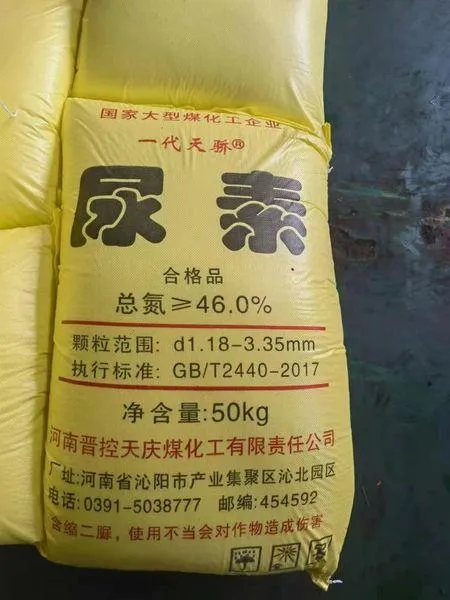 国家大型煤化工企业
一代天骄®
尿素
合格品
总氮≥46.0%
颗粒范围: d1.18-3.35mm
执行标准: GB/T2440-2017
净含量:50kg
河南晋控天庆煤化工有限责任公司
厂址:河南省沁阳市产业集聚区沁北园区
电话:0391-5038777 邮编:454592
含缩二脲,使用不当会对作物造成伤害